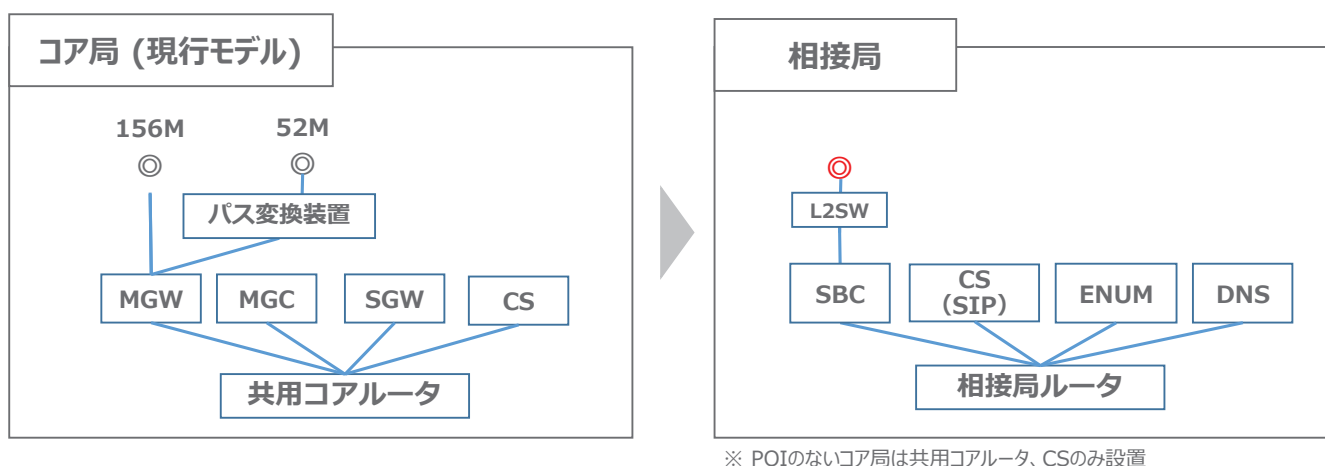 コア局 (現行モデル)
156M
52M
◎
◎
パス変換装置
MGW
MGC
SGW
CS
共用コアルータ
相接局
◎
L2SW
SBC
CS
(SIP)
ENUM
DNS
相接局ルータ
※ POIのないコア局は共用コアルータ、CSのみ設置